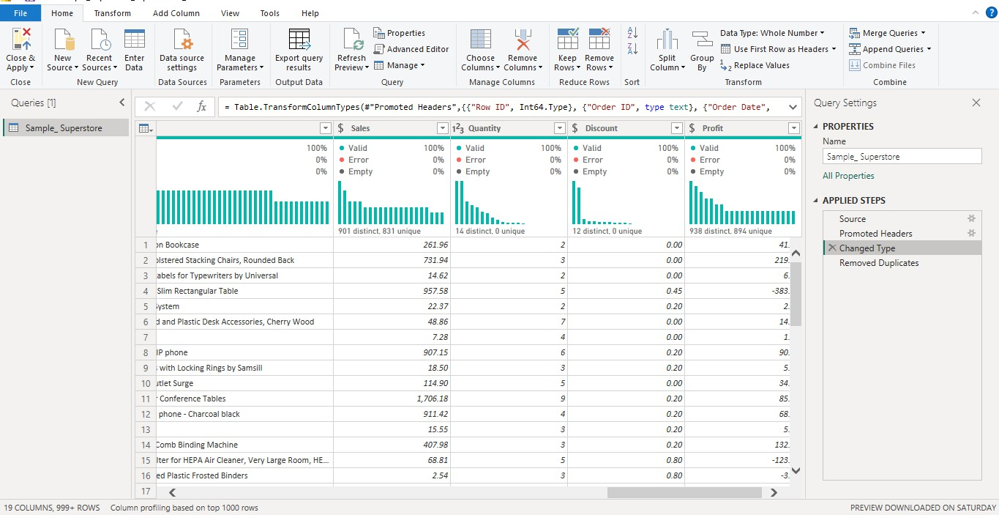 File Home Transform Add Column View Tools Help
Close & Apply
New Source
Recent Sources
Enter Data
Data source settings
Manage Parameters
Export query results
Refresh Preview
Properties
Advanced Editor
Manage
Choose Columns
Remove Columns
Keep Rows
Remove Rows
Split Column
Group By
Data Type: Whole Number
Use First Row as Headers
Replace Values
Merge Queries
Append Queries
Combine Files
Close New Query Data Sources Parameters Output Data Query Manage Columns Reduce Rows Sort Transform Combine
Queries [1]
Sample_ Superstore
= Table.TransformColumnTypes(#"Promoted Headers",{{"Row ID", Int64.Type}, {"Order ID", type text}, {"Order Date",
$ Sales 123 Quantity $ Discount $ Profit
100% Valid 100% Valid 100% Valid 100% Valid 100%
0% Error 0% Error 0% Error 0% Error 0%
0% Empty 0% Empty 0% Empty 0% Empty 0%
901 distinct, 831 unique 14 distinct, 0 unique 12 distinct, 0 unique 938 distinct, 894 unique
1 on Bookcase 261.96 2 0.00 41.
2 olstered Stacking Chairs, Rounded Back 731.94 3 0.00 219.
3 abels for Typewriters by Universal 14.62 2 0.00 6.
4 Slim Rectangular Table 957.58 5 0.45 -383.
5 System 22.37 2 0.20 2.
6 d and Plastic Desk Accessories, Cherry Wood 48.86 7 0.00 14.
7 7.28 4 0.00 1.
8 IP phone 907.15 6 0.20 90.
9 with Locking Rings by Samsill 18.50 3 0.20 5.
10 utlet Surge 114.90 5 0.00 34.
11 Conference Tables 1,706.18 9 0.20 85.
12 phone - Charcoal black 911.42 4 0.20 68.
13 15.55 3 0.20 5.
14 Comb Binding Machine 407.98 3 0.20 132.
15 lter for HEPA Air Cleaner, Very Large Room, HE... 68.81 5 0.80 -123.
16 ed Plastic Frosted Binders 2.54 3 0.80 -3.
17
Query Settings
PROPERTIES
Name
Sample_ Superstore
All Properties
APPLIED STEPS
Source
Promoted Headers
Changed Type
Removed Duplicates
19 COLUMNS, 999+ ROWS Column profiling based on top 1000 rows
PREVIEW DOWNLOADED ON SATURDAY